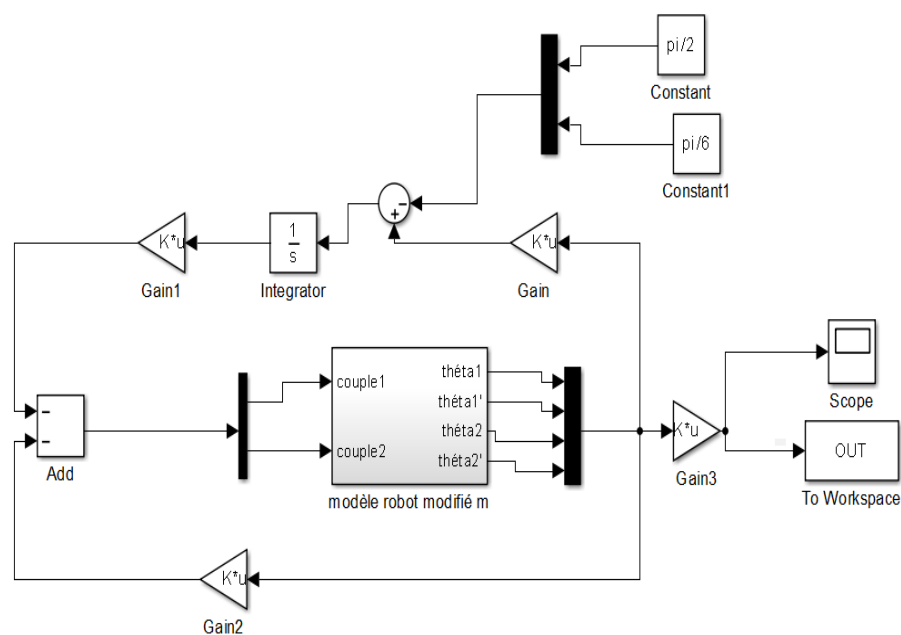 pi/2
Constant
pi/6
Constant1
-
+
K*u
Gain1
1
s
Integrator
K*u
Gain
-
-
Add
couple1
couple2
théta1
théta1'
théta2
théta2'
modèle robot modifié m
K*u
Gain3
Scope
OUT
To Workspace
K*u
Gain2